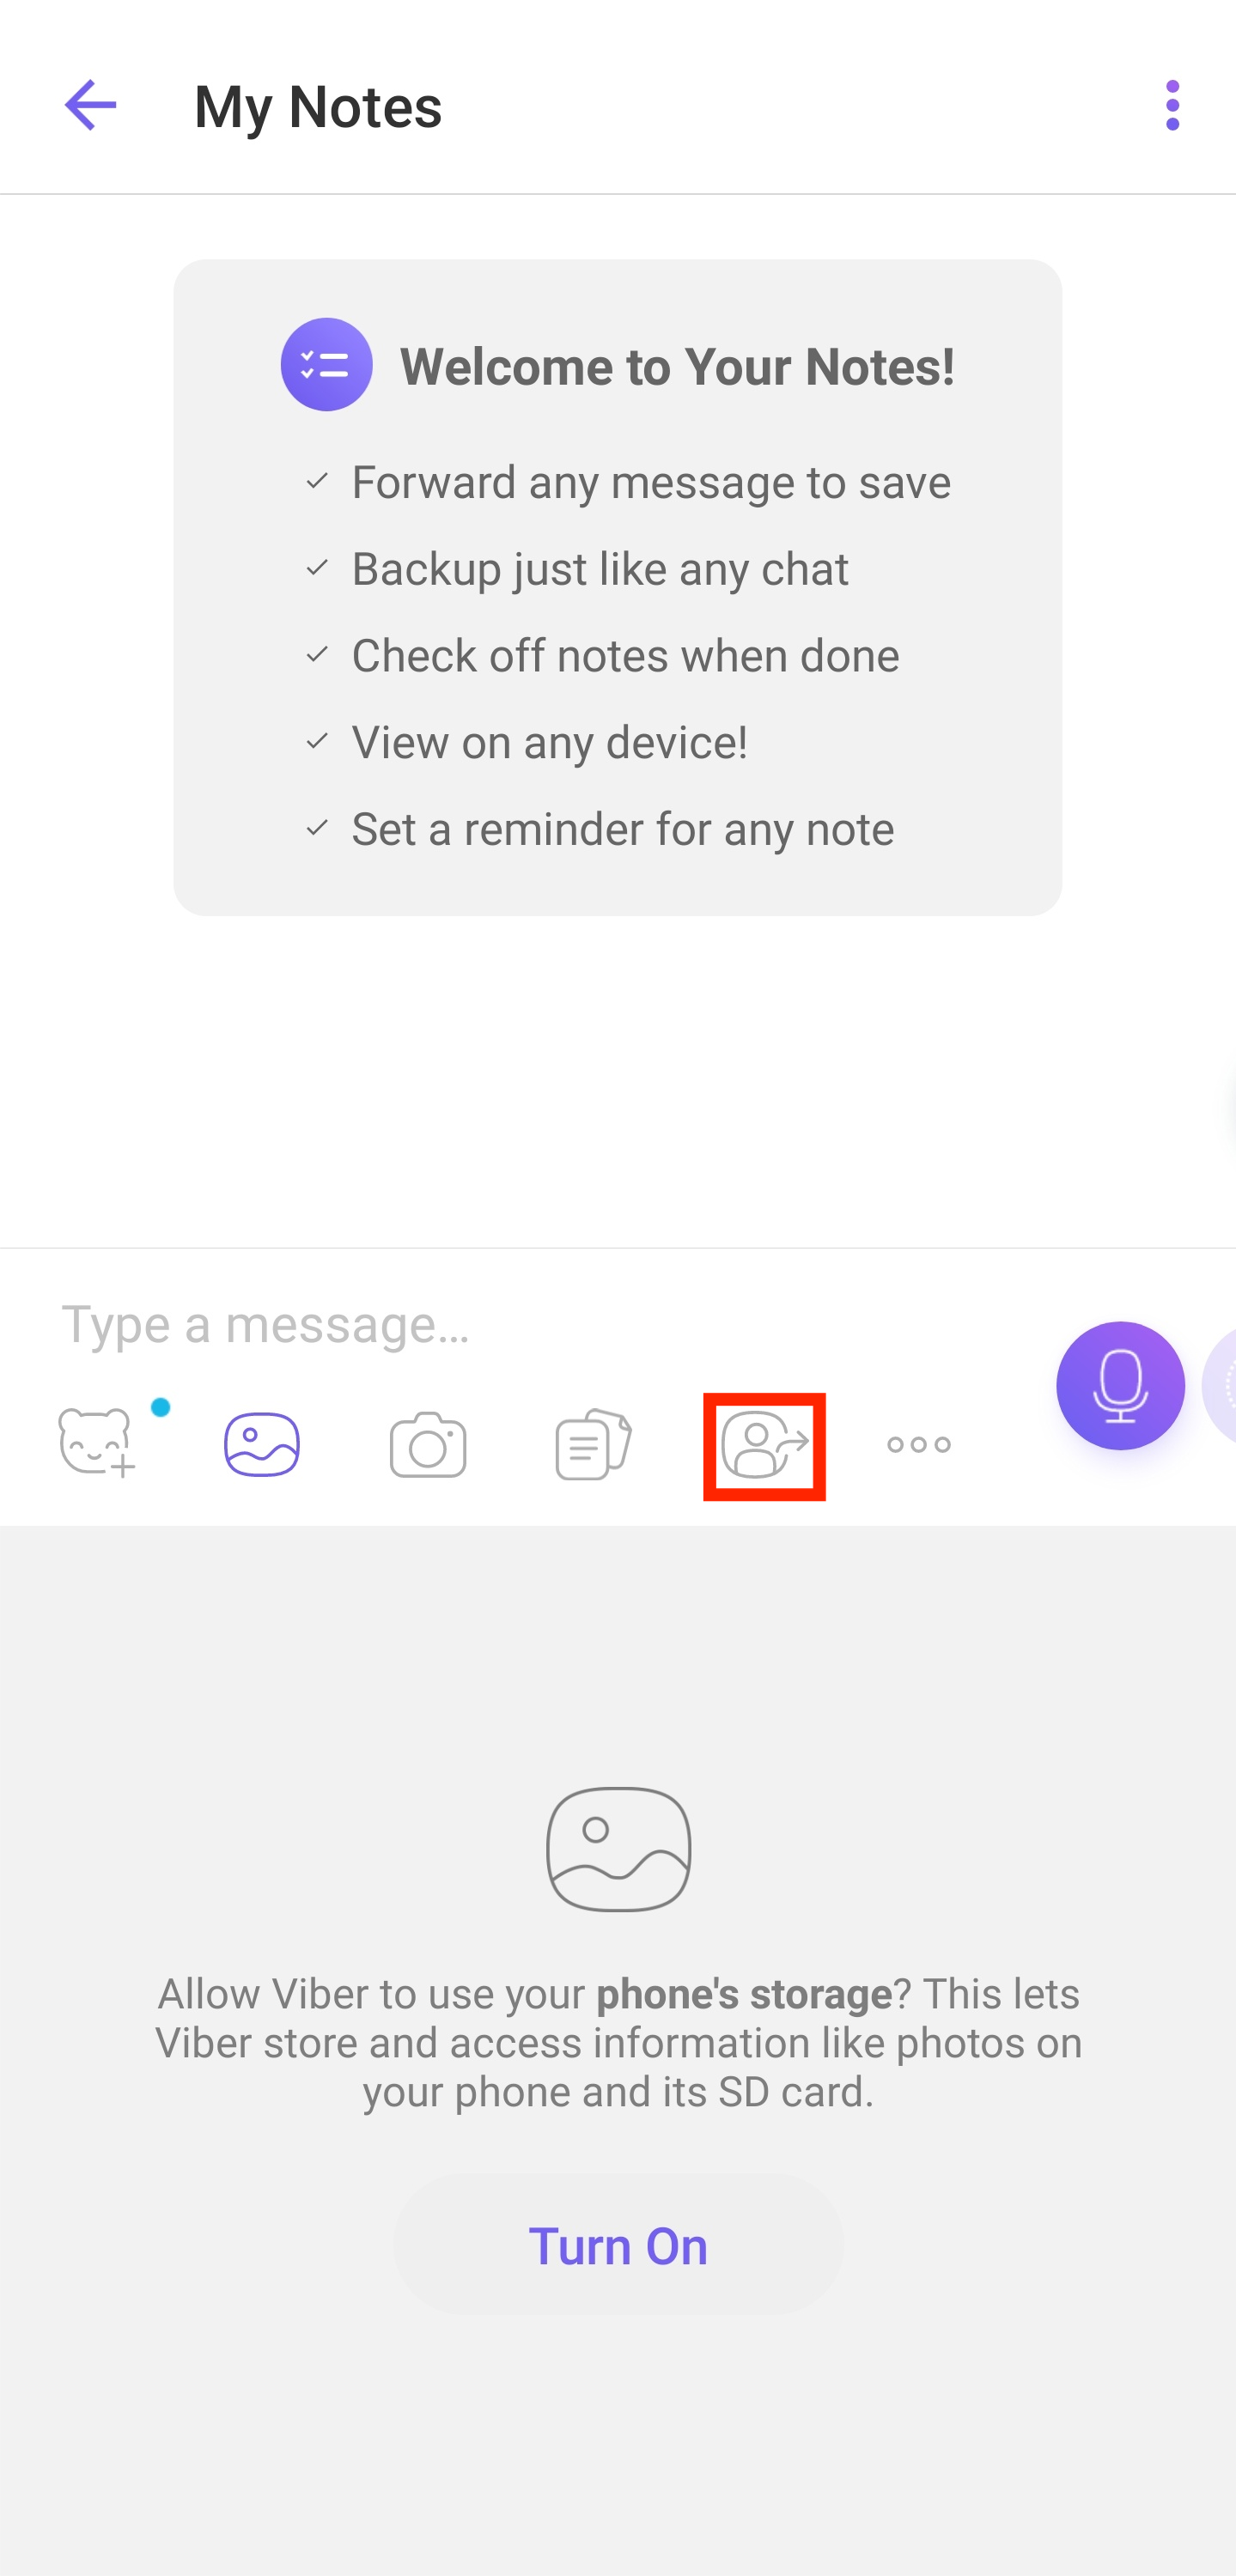 My Notes
Welcome to Your Notes!
Forward any message to save
Backup just like any chat
Check off notes when done
View on any device!
Set a reminder for any note
Type a message...
Allow Viber to use your phone's storage? This lets
Viber store and access information like photos on
your phone and its SD card.
Turn On